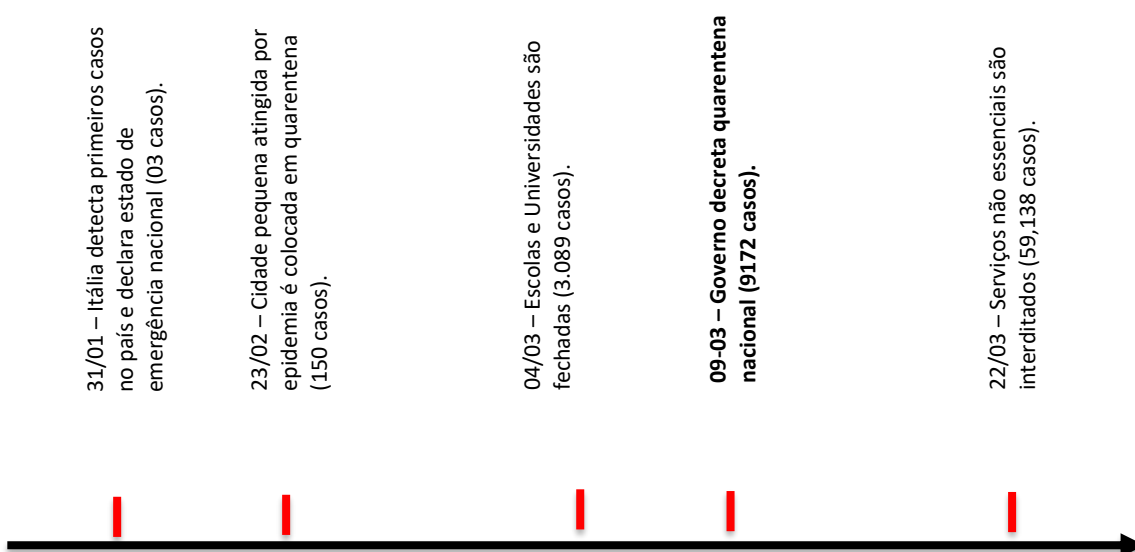 31/01 – Itália detecta primeiros casos
no país e declara estado de
emergência nacional (03 casos).
23/02 – Cidade pequena atingida por
epidemia é colocada em quarentena
(150 casos).
04/03 – Escolas e Universidades são
fechadas (3.089 casos).
09-03 – Governo decreta quarentena
nacional (9172 casos).
22/03 – Serviços não essenciais são
interditados (59,138 casos).